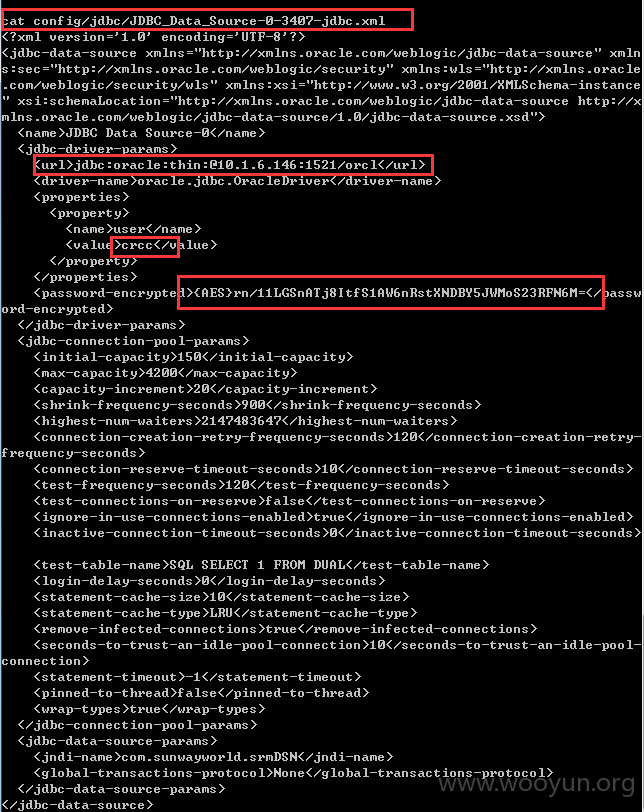 cat config/jdbc/JDBC_Data_Source-0-3407-jdbc.xml
<?xml version='1.0' encoding='UTF-8'?>
<jdbc-data-source xmlns="http://xmlns.oracle.com/weblogic/jdbc-data-source" xmln
s:sec="http://xmlns.oracle.com/weblogic/security" xmlns:wls="http://xmlns.oracle
.com/weblogic/security/wls" xmlns:xsi="http://www.w3.org/2001/XMLSchema-instance
" xsi:schemaLocation="http://xmlns.oracle.com/weblogic/jdbc-data-source http://x
mlns.oracle.com/weblogic/jdbc-data-source/1.0/jdbc-data-source.xsd">
  <name>JDBC Data Source-0</name>
  <jdbc-driver-params>
    <url>jdbc:oracle:thin:@10.1.6.146:1521/orcl</url>
    <driver-name>oracle.jdbc.OracleDriver</driver-name>
    <properties>
      <property>
        <name>user</name>
        <value>crcc</value>
      </property>
    </properties>
    <password-encrypted>{AES}rn/11LGSnATj8ItfS1AW6nRstXNDBY5JWMoS23RFN6M=</passw
ord-encrypted>
  </jdbc-driver-params>
  <jdbc-connection-pool-params>
    <initial-capacity>150</initial-capacity>
    <max-capacity>4200</max-capacity>
    <capacity-increment>20</capacity-increment>
    <shrink-frequency-seconds>900</shrink-frequency-seconds>
    <highest-num-waiters>2147483647</highest-num-waiters>
    <connection-creation-retry-frequency-seconds>120</connection-creation-retry-
frequency-seconds>
    <connection-reserve-timeout-seconds>10</connection-reserve-timeout-seconds>
    <test-frequency-seconds>120</test-frequency-seconds>
    <test-connections-on-reserve>false</test-connections-on-reserve>
    <ignore-in-use-connections-enabled>true</ignore-in-use-connections-enabled>
    <inactive-connection-timeout-seconds>0</inactive-connection-timeout-seconds>
    <test-table-name>SQL SELECT 1 FROM DUAL</test-table-name>
    <login-delay-seconds>0</login-delay-seconds>
    <statement-cache-size>10</statement-cache-size>
    <statement-cache-type>LRU</statement-cache-type>
    <remove-infected-connections>true</remove-infected-connections>
    <seconds-to-trust-an-idle-pool-connection>10</seconds-to-trust-an-idle-pool-
connection>
    <statement-timeout>-1</statement-timeout>
    <pinned-to-thread>false</pinned-to-thread>
    <wrap-types>true</wrap-types>
  </jdbc-connection-pool-params>
  <jdbc-data-source-params>
    <jndi-name>com.sunwayworld.srmDSN</jndi-name>
    <global-transactions-protocol>None</global-transactions-protocol>
  </jdbc-data-source-params>
</jdbc-data-source>
www.wooyun.org